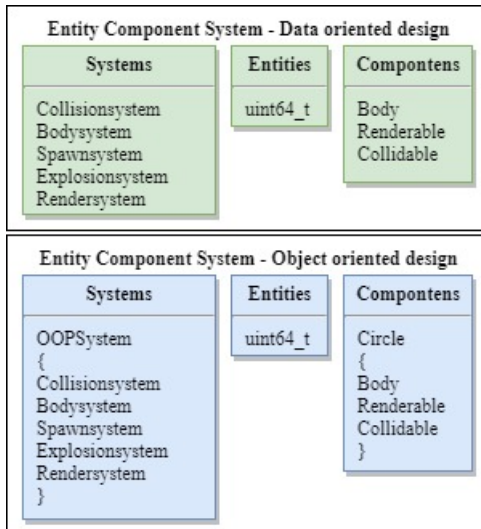 Entity Component System - Data oriented design
Systems
Collisionsystem
Bodysystem
Spawnsystem
Explosionsystem
Rendersystem
Entities
uint64_t
Compontens
Body
Renderable
Collidable
Entity Component System - Object oriented design
Systems
OOPSystem
{
Collisionsystem
Bodysystem
Spawnsystem
Explosionsystem
Rendersystem
}
Entities
uint64_t
Compontens
Circle
{
Body
Renderable
Collidable
}